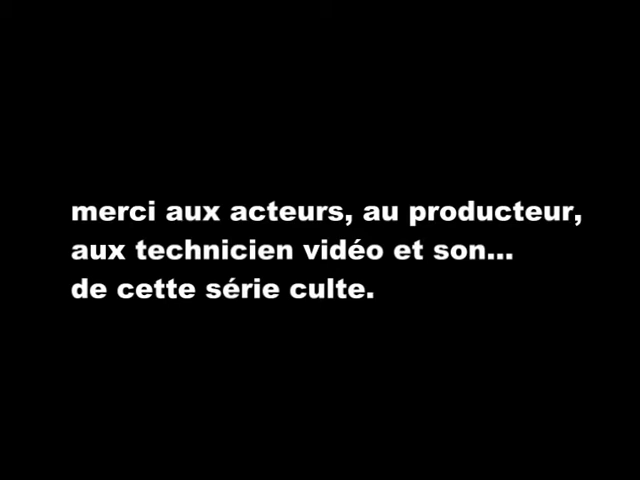 merci aux acteurs, au producteur,
aux technicien vidéo et son...
de cette série culte.